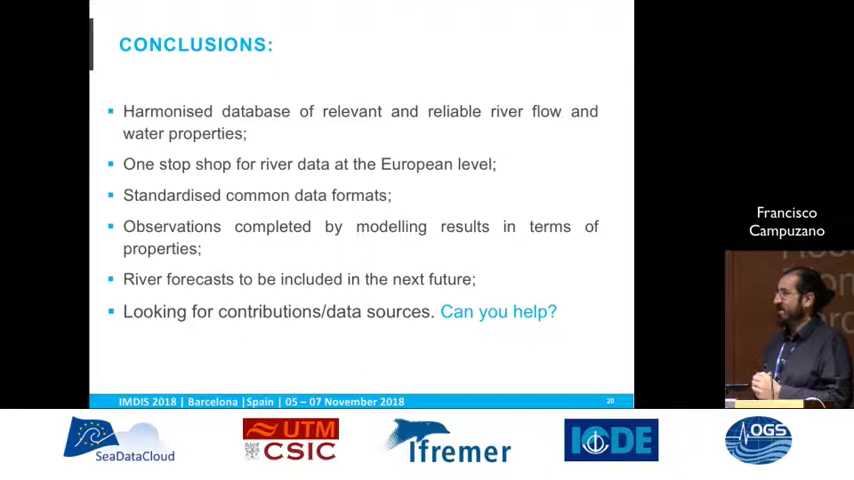 CONCLUSIONS:
Harmonised database of relevant and reliable river flow and
water properties;
One stop shop for river data at the European level;
Standardised common data formats;
Observations completed by modelling results in terms of
properties;
River forecasts to be included in the next future;
Looking for contributions/data sources. Can you help?
IMDIS 2018 | Barcelona |Spain | 05 – 07 November 2018
20
Francisco
Campuzano
SeaDataCloud
UTM
CSIC
Ifremer
IODE
OGS